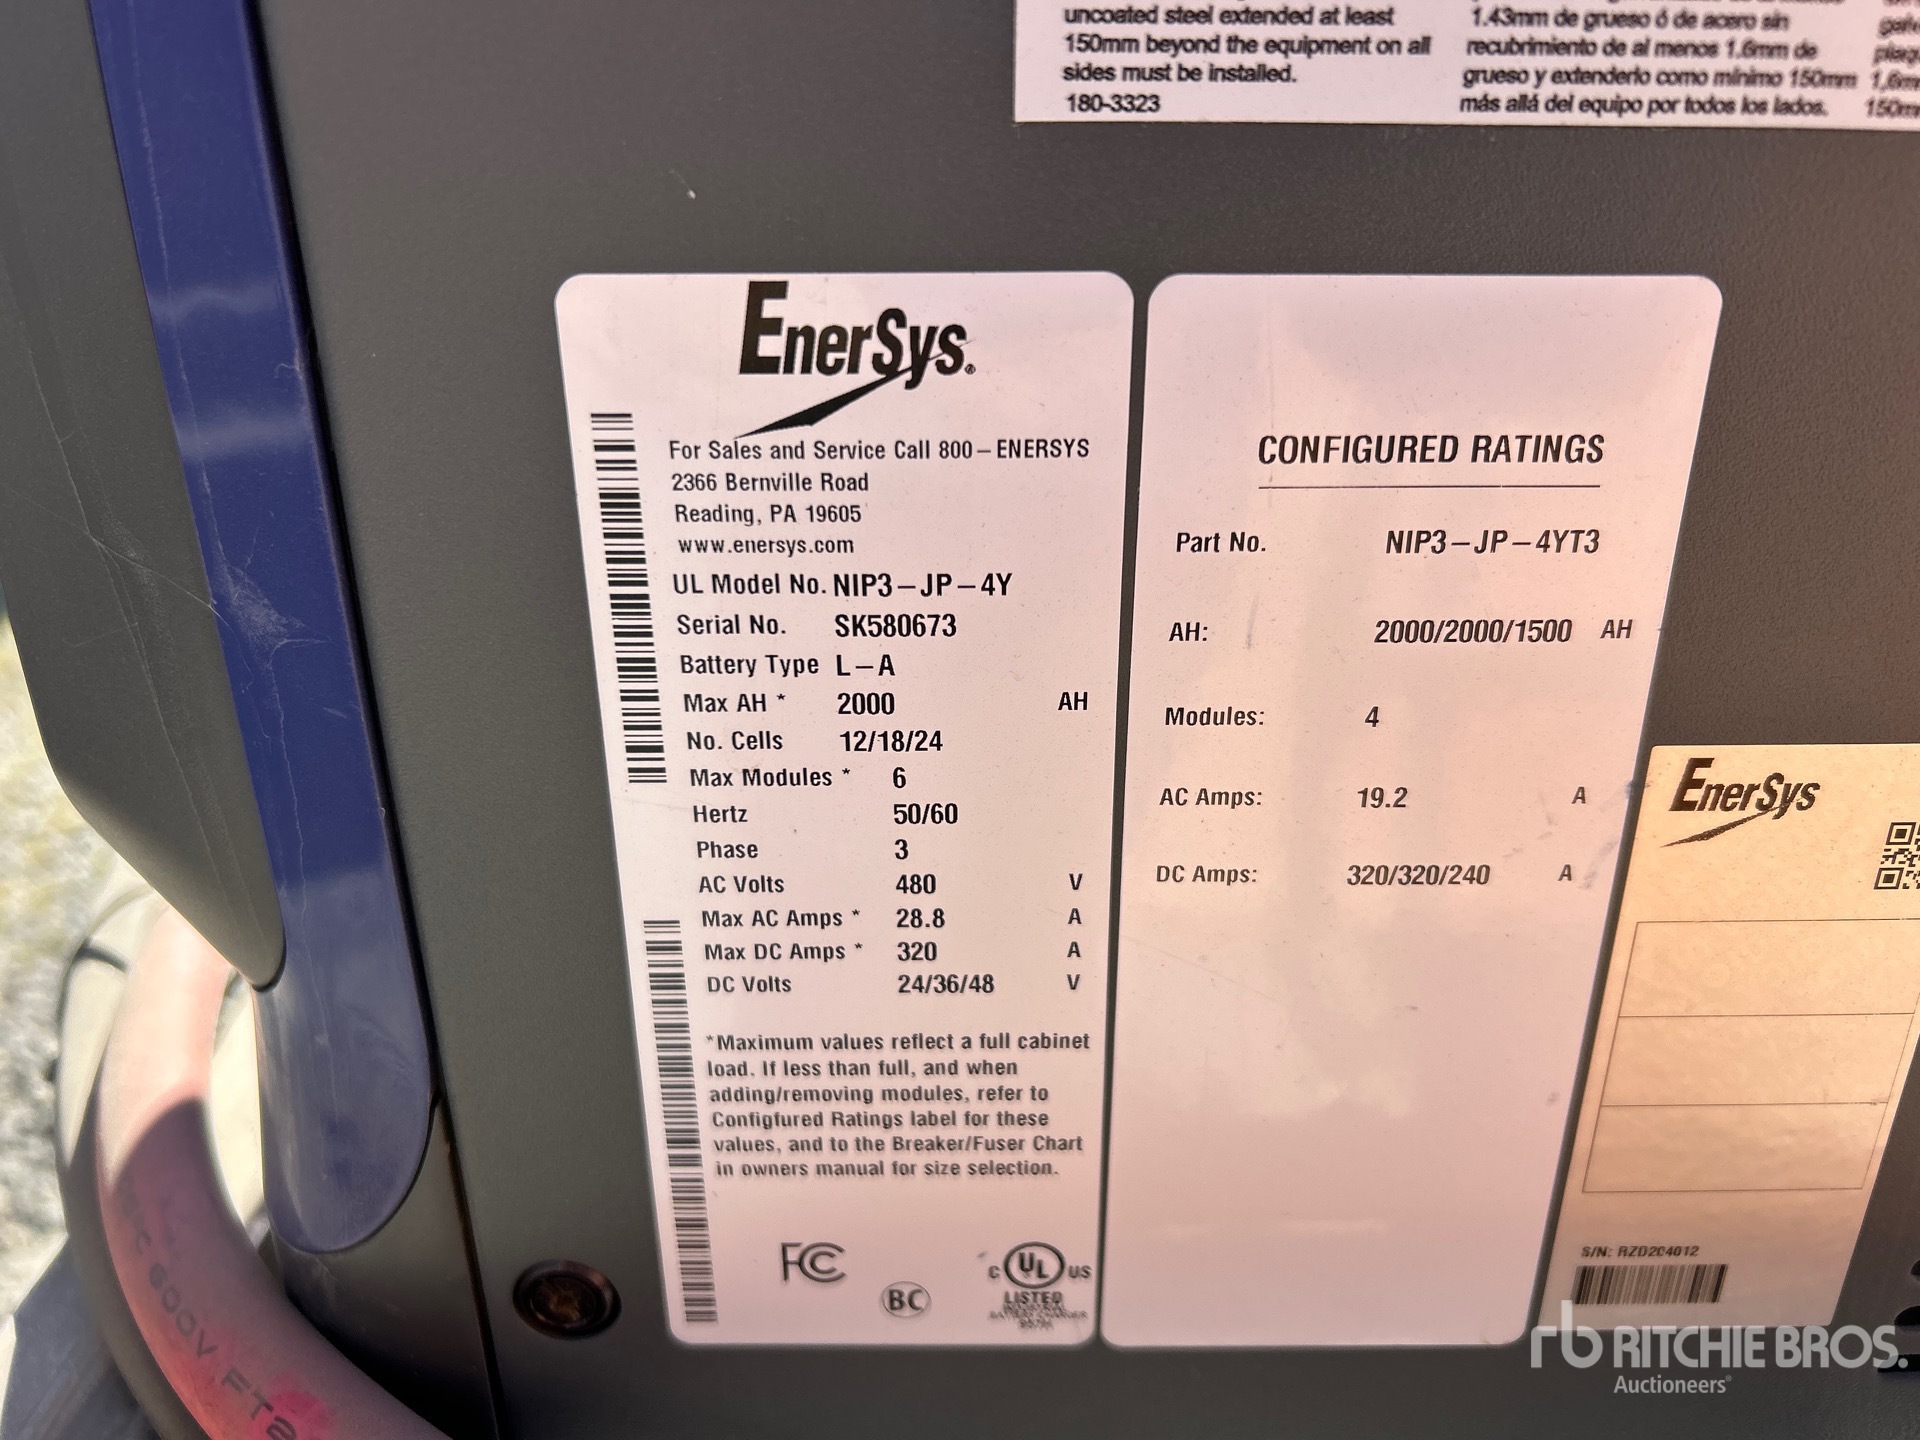 uncoated steel extended at least
150mm beyond the equipment on all
sides must be installed.
180-3323
1.43mm de grueso ó de acero sin
recubrimiento de al menos 1.6mm de
grueso y extenderlo como mínimo 150mm
más allá del equipo por todos los lados.
1,6mm
150mm
EnerSys®
For Sales and Service Call 800-ENERSYS
2366 Bernville Road
Reading, PA 19605
www.enersys.com
UL Model No. NIP3-JP-4Y
Serial No. SK580673
Battery Type L-A
Max AH * 2000 AH
No. Cells 12/18/24
Max Modules * 6
Hertz 50/60
Phase 3
AC Volts 480 V
Max AC Amps * 28.8 A
Max DC Amps * 320 A
DC Volts 24/36/48 V
*Maximum values reflect a full cabinet
load. If less than full, and when
adding/removing modules, refer to
Configfured Ratings label for these
values, and to the Breaker/Fuser Chart
in owners manual for size selection.
FC
BC
C UL US
LISTED
CONFIGURED RATINGS
Part No. NIP3-JP-4YT3
AH: 2000/2000/1500 AH
Modules: 4
AC Amps: 19.2 A
DC Amps: 320/320/240 A
EnerSys
S/N: RZD204012
600V
rb RITCHIE BROS.
Auctioneers®